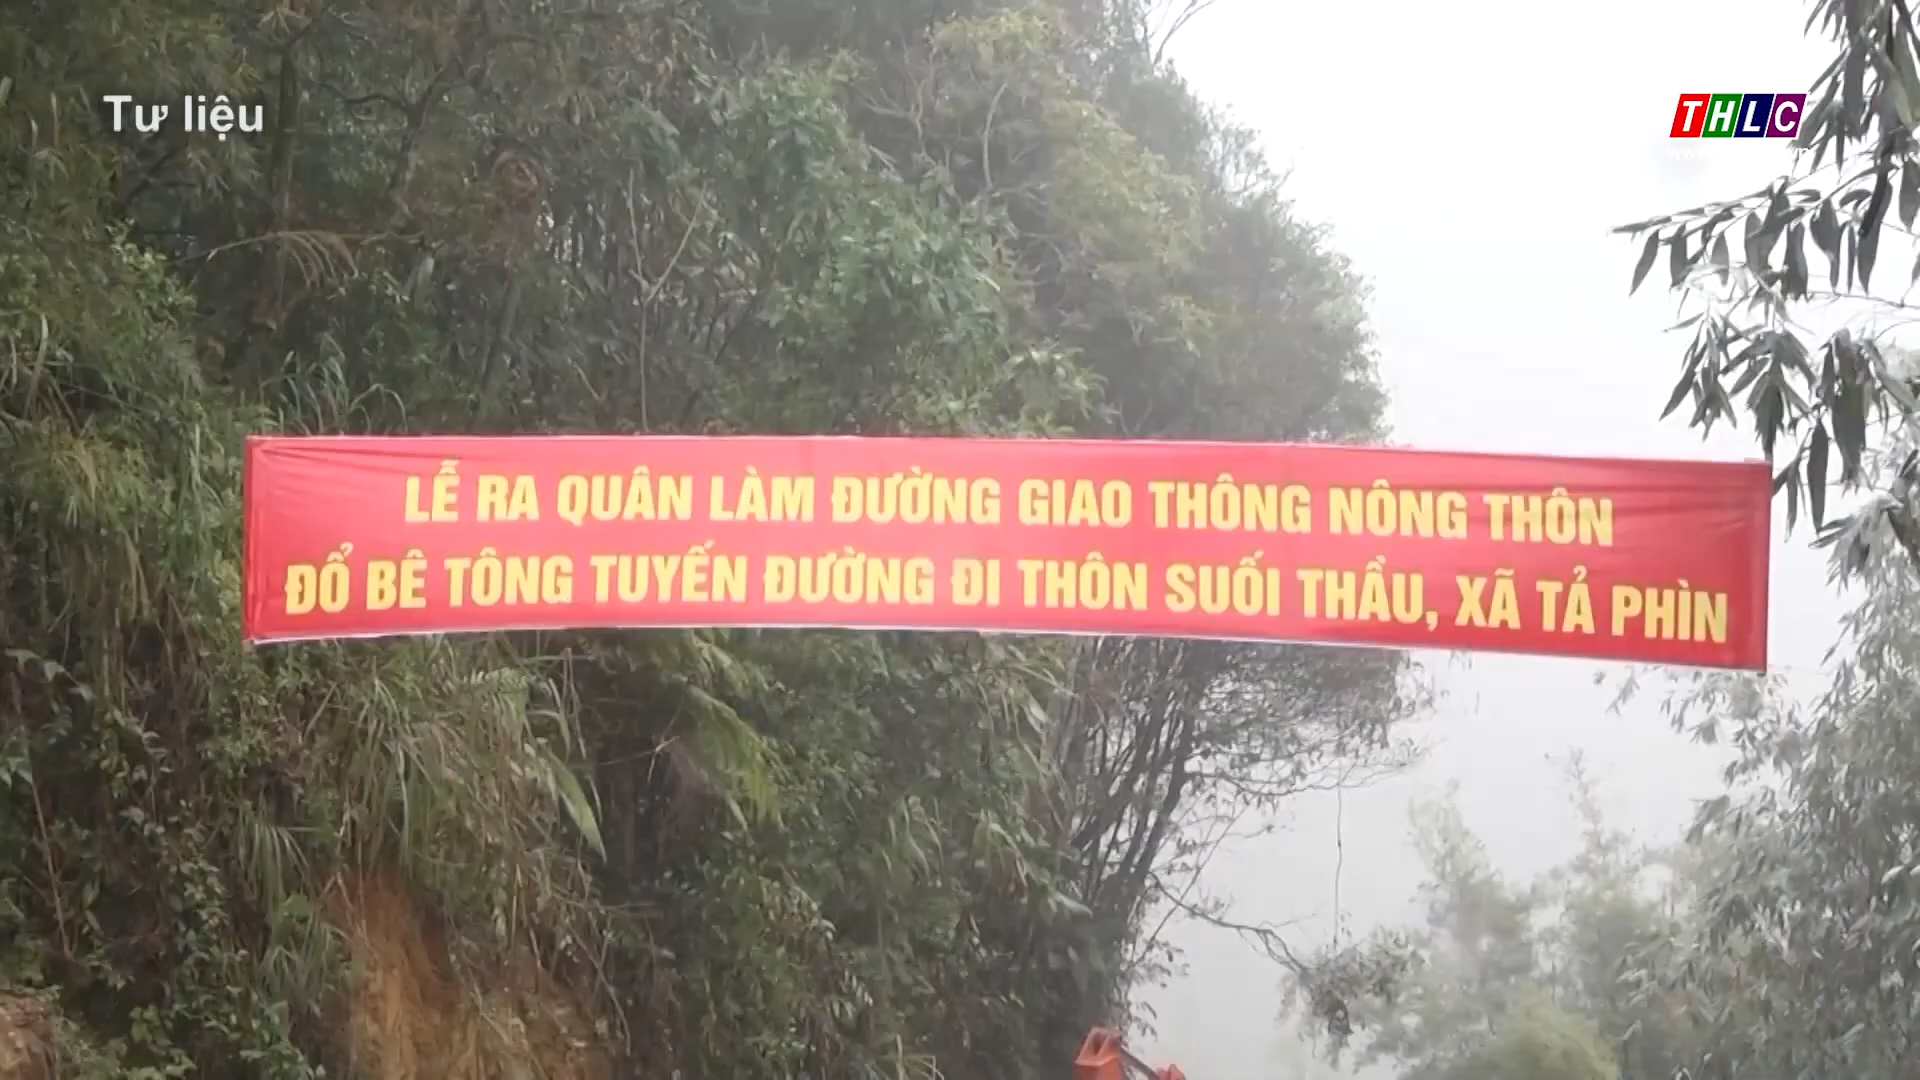 Tư liệu
THLC
LỄ RA QUÂN LÀM ĐƯỜNG GIAO THÔNG NÔNG THÔN
ĐỔ BÊ TÔNG TUYẾN ĐƯỜNG ĐI THÔN SUỐI THẦU, XÃ TẢ PHÌN